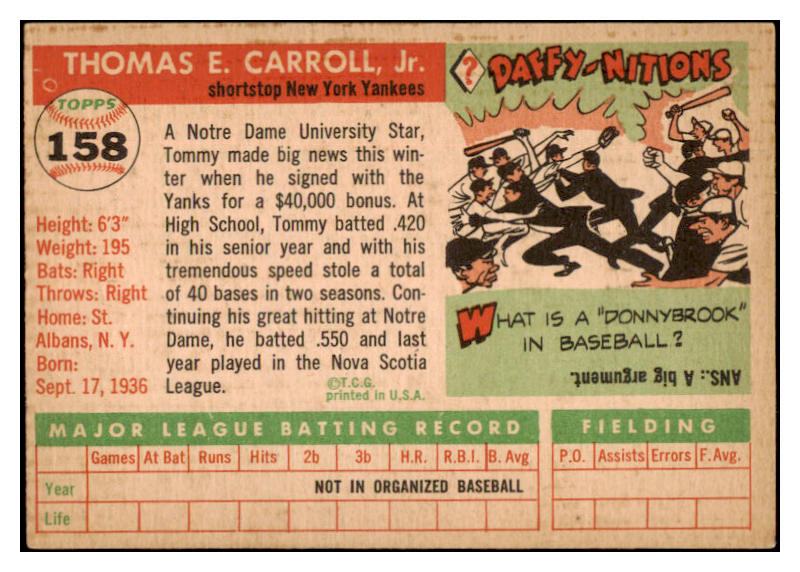 THOMAS E. CARROLL, Jr.
shortstop New York Yankees
TOPPS
158
Height: 6'3"
Weight: 195
Bats: Right
Throws: Right
Home: St.
Albans, N. Y.
Born:
Sept. 17, 1936
A Notre Dame University Star,
Tommy made big news this win-
ter when he signed with the
Yanks for a $40,000 bonus. At
High School, Tommy batted .420
in his senior year and with his
tremendous speed stole a total
of 40 bases in two seasons. Con-
tinuing his great hitting at Notre
Dame, he batted .550 and last
year played in the Nova Scotia
League.
©T.C.G.
printed in U.S.A.
? DAFFY-NITIONS
WHAT IS A "DONNYBROOK"
IN BASEBALL?
ANS.: A big argument.
MAJOR LEAGUE BATTING RECORD
Games At Bat Runs Hits 2b 3b H.R. R.B.I. B. Avg
Year NOT IN ORGANIZED BASEBALL
Life
FIELDING
P.O. Assists Errors F.Avg.